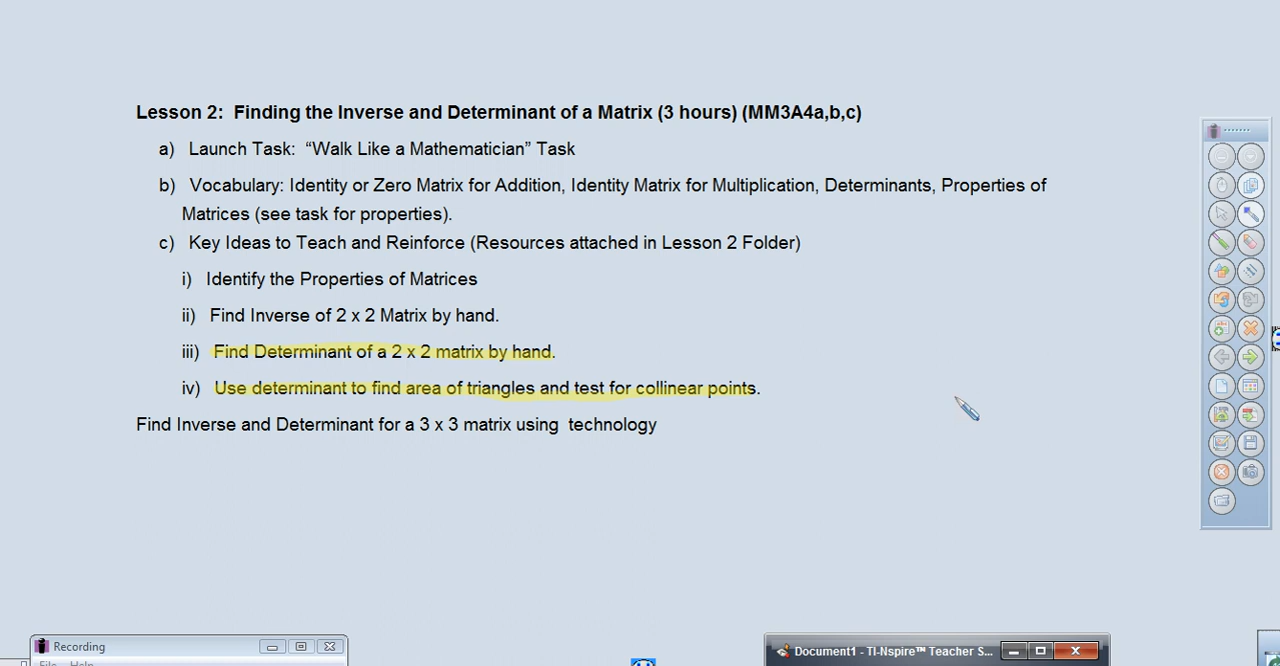 Lesson 2:  Finding the Inverse and Determinant of a Matrix (3 hours) (MM3A4a,b,c)
a)  Launch Task:  “Walk Like a Mathematician” Task
b)  Vocabulary: Identity or Zero Matrix for Addition, Identity Matrix for Multiplication, Determinants, Properties of
Matrices (see task for properties).
c)  Key Ideas to Teach and Reinforce (Resources attached in Lesson 2 Folder)
i)  Identify the Properties of Matrices
ii)  Find Inverse of 2 x 2 Matrix by hand.
iii)  Find Determinant of a 2 x 2 matrix by hand.
iv)  Use determinant to find area of triangles and test for collinear points.
Find Inverse and Determinant for a 3 x 3 matrix using  technology
Recording
File  Help
Document1 - TI-Nspire™ Teacher S...